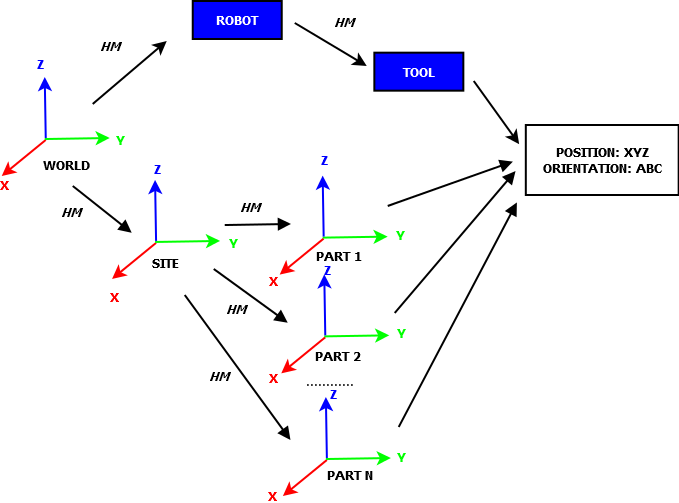 ROBOT
HM
HM
Z
TOOL
Y
WORLD
X
POSITION: XYZ
ORIENTATION: ABC
HM
Z
Y
SITE
X
HM
Z
Y
PART 1
X
HM
Z
Y
PART 2
X
............
HM
Z
Y
PART N
X